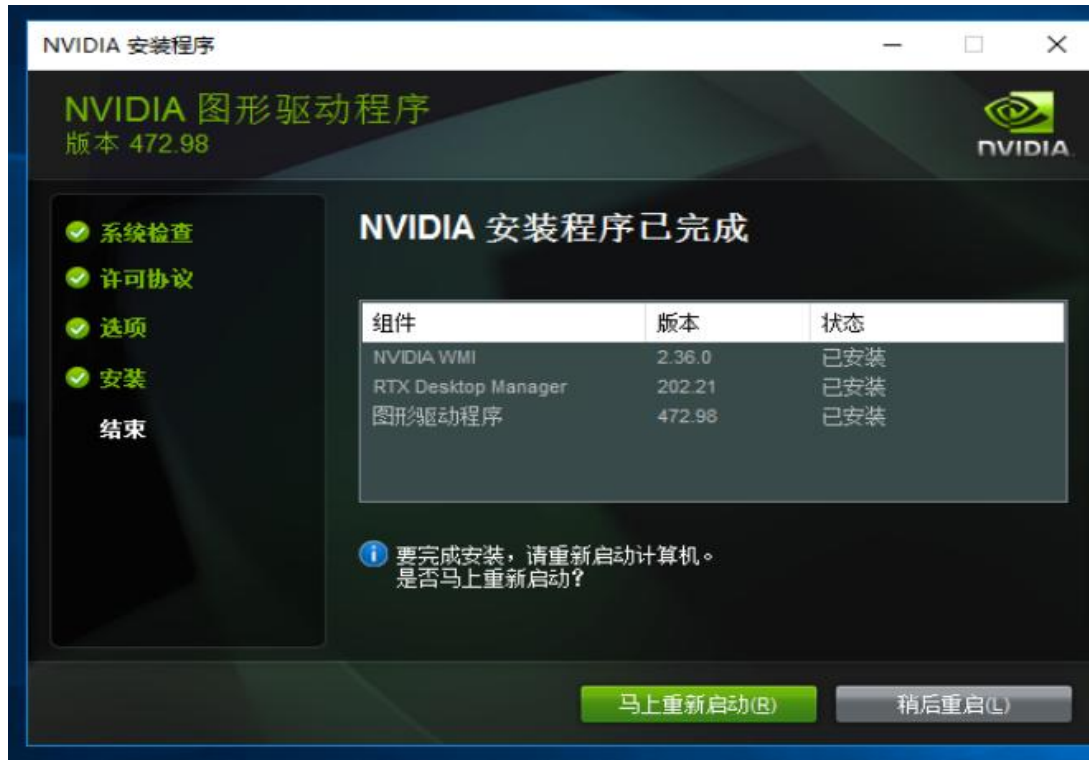 NVIDIA 安装程序
NVIDIA 图形驱动程序
版本 472.98
NVIDIA
系统检查
许可协议
选项
安装
结束
NVIDIA 安装程序已完成
组件 版本 状态
NVIDIA WMI 2.36.0 已安装
RTX Desktop Manager 202.21 已安装
图形驱动程序 472.98 已安装
要完成安装，请重新启动计算机。
是否马上重新启动?
马上重新启动(R) 稍后重启(L)